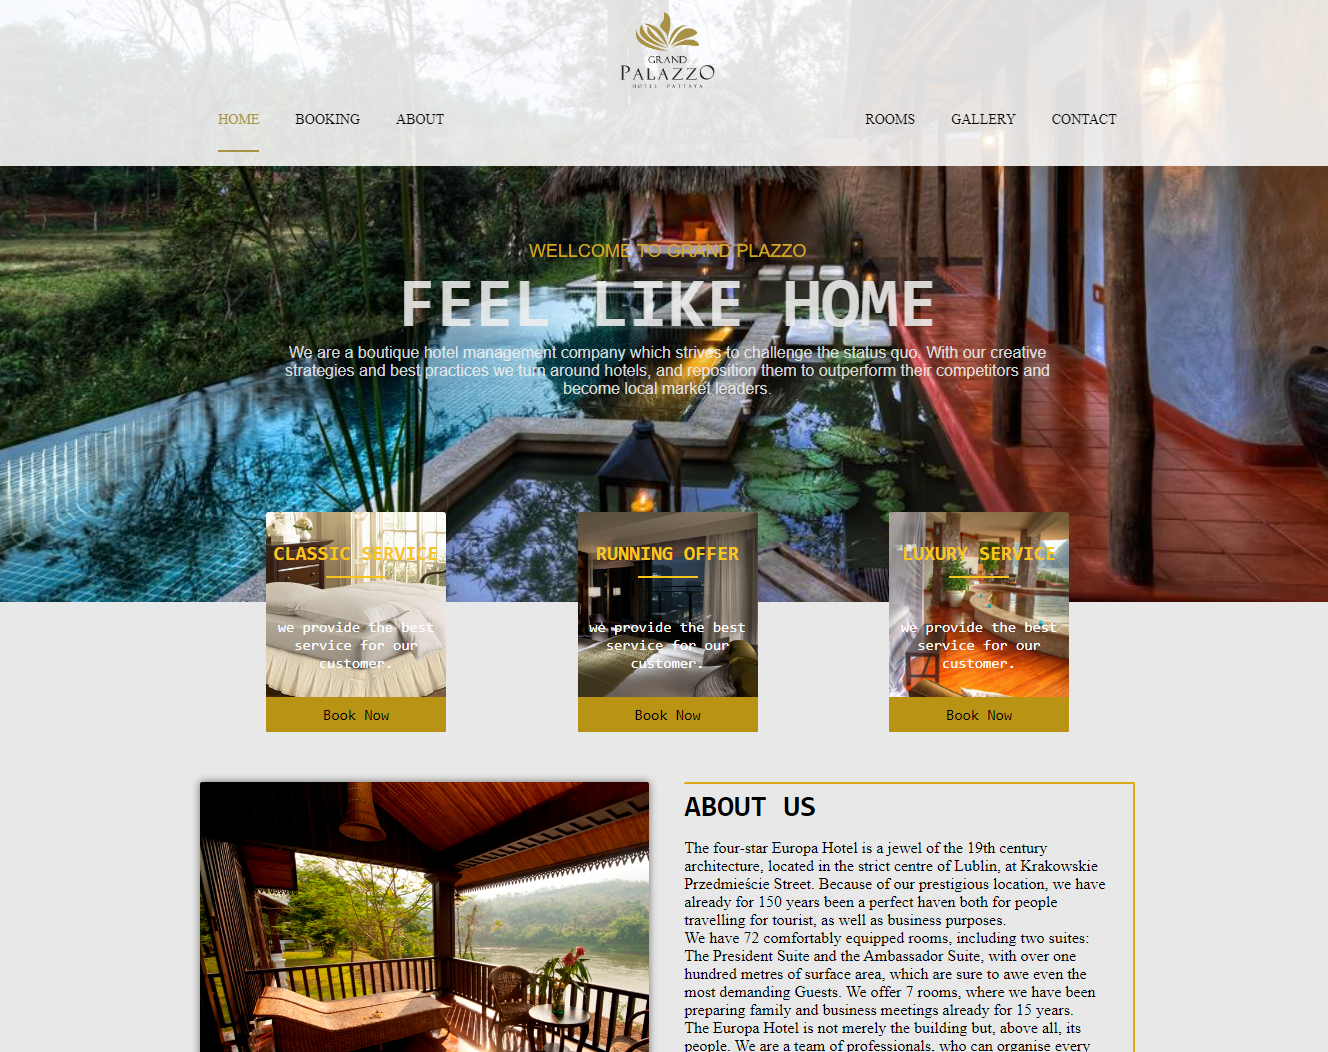 GRAND
PALAZZO
HOTEL PATTAYA
HOME BOOKING ABOUT ROOMS GALLERY CONTACT
WELLCOME TO GRAND PLAZZO
FEEL LIKE HOME
We are a boutique hotel management company which strives to challenge the status quo. With our creative
strategies and best practices we turn around hotels, and reposition them to outperform their competitors and
become local market leaders.
CLASSIC SERVICE
we provide the best
service for our
customer.
Book Now
RUNNING OFFER
we provide the best
service for our
customer.
Book Now
LUXURY SERVICE
we provide the best
service for our
customer.
Book Now
ABOUT US
The four-star Europa Hotel is a jewel of the 19th century
architecture, located in the strict centre of Lublin, at Krakowskie
Przedmieście Street. Because of our prestigious location, we have
already for 150 years been a perfect haven both for people
travelling for tourist, as well as business purposes.
We have 72 comfortably equipped rooms, including two suites:
The President Suite and the Ambassador Suite, with over one
hundred metres of surface area, which are sure to awe even the
most demanding Guests. We offer 7 rooms, where we have been
preparing family and business meetings already for 15 years.
The Europa Hotel is not merely the building but, above all, its
people. We are a team of professionals, who can organise every